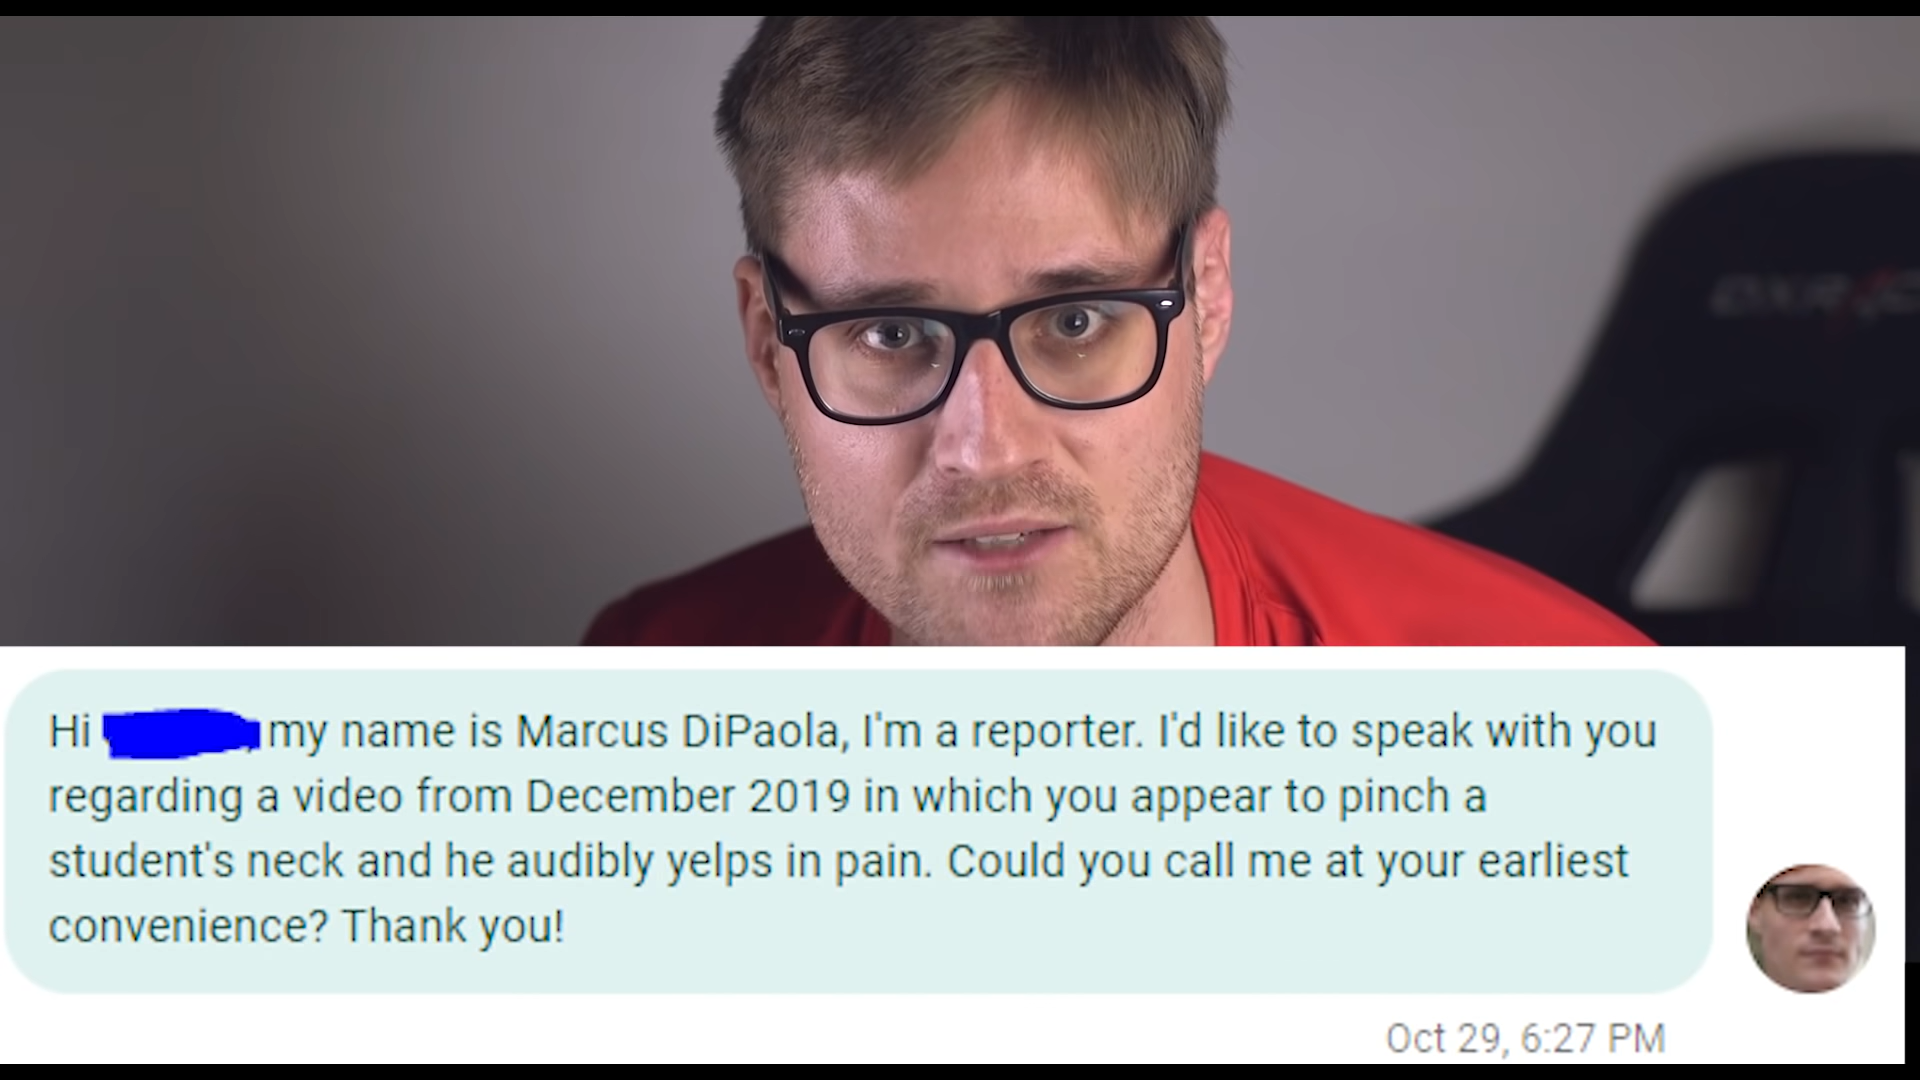 Hi my name is Marcus DiPaola, I'm a reporter. I'd like to speak with you
regarding a video from December 2019 in which you appear to pinch a
student's neck and he audibly yelps in pain. Could you call me at your earliest
convenience? Thank you!
Oct 29, 6:27 PM